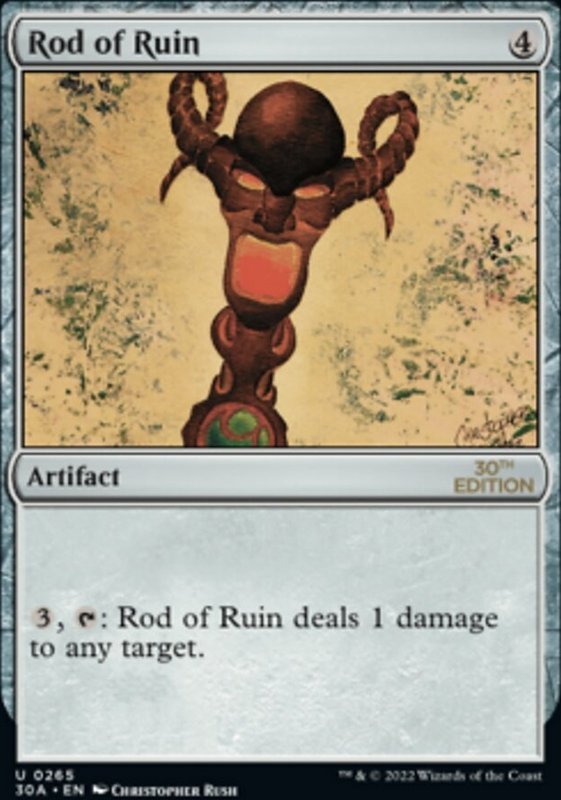 Rod of Ruin 4
Artifact
30TH
EDITION
3, : Rod of Ruin deals 1 damage
to any target.
U 0265
30A • EN Christopher Rush
™ & © 2022 Wizards of the Coast